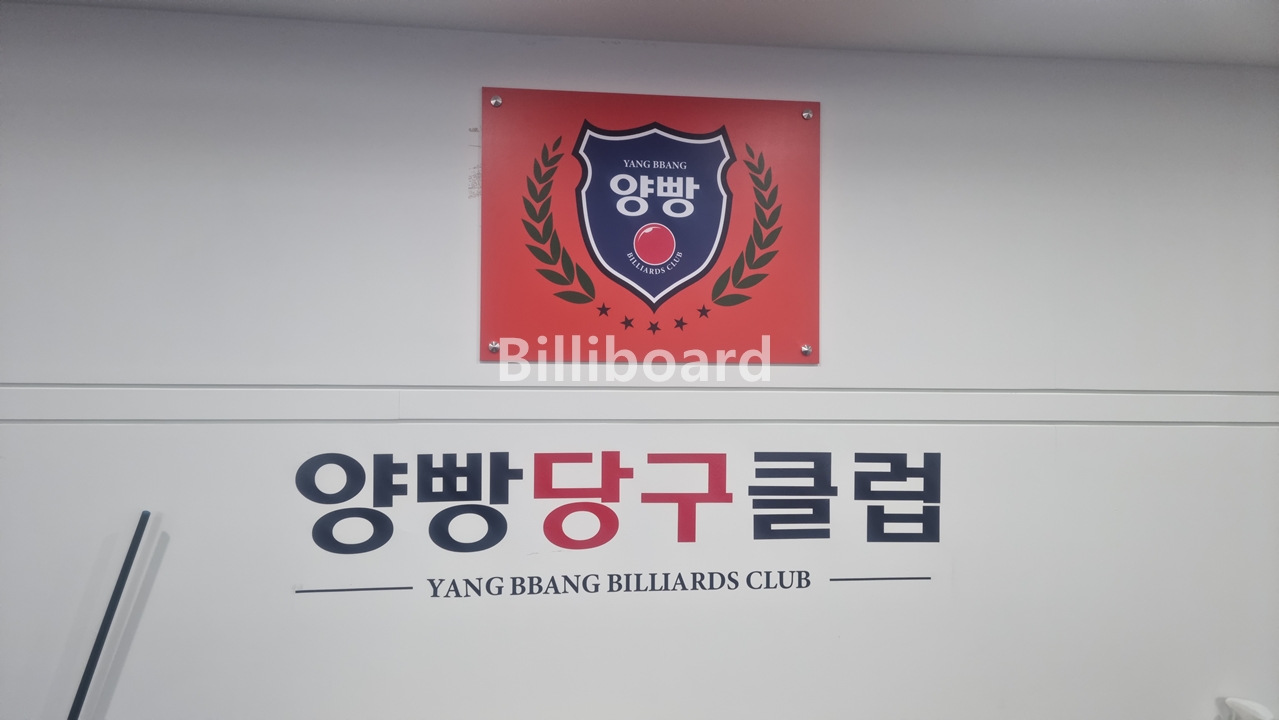 YANG BBANG
양빵
BILLIARDS CLUB
Billiboard
양빵당구클럽
YANG BBANG BILLIARDS CLUB